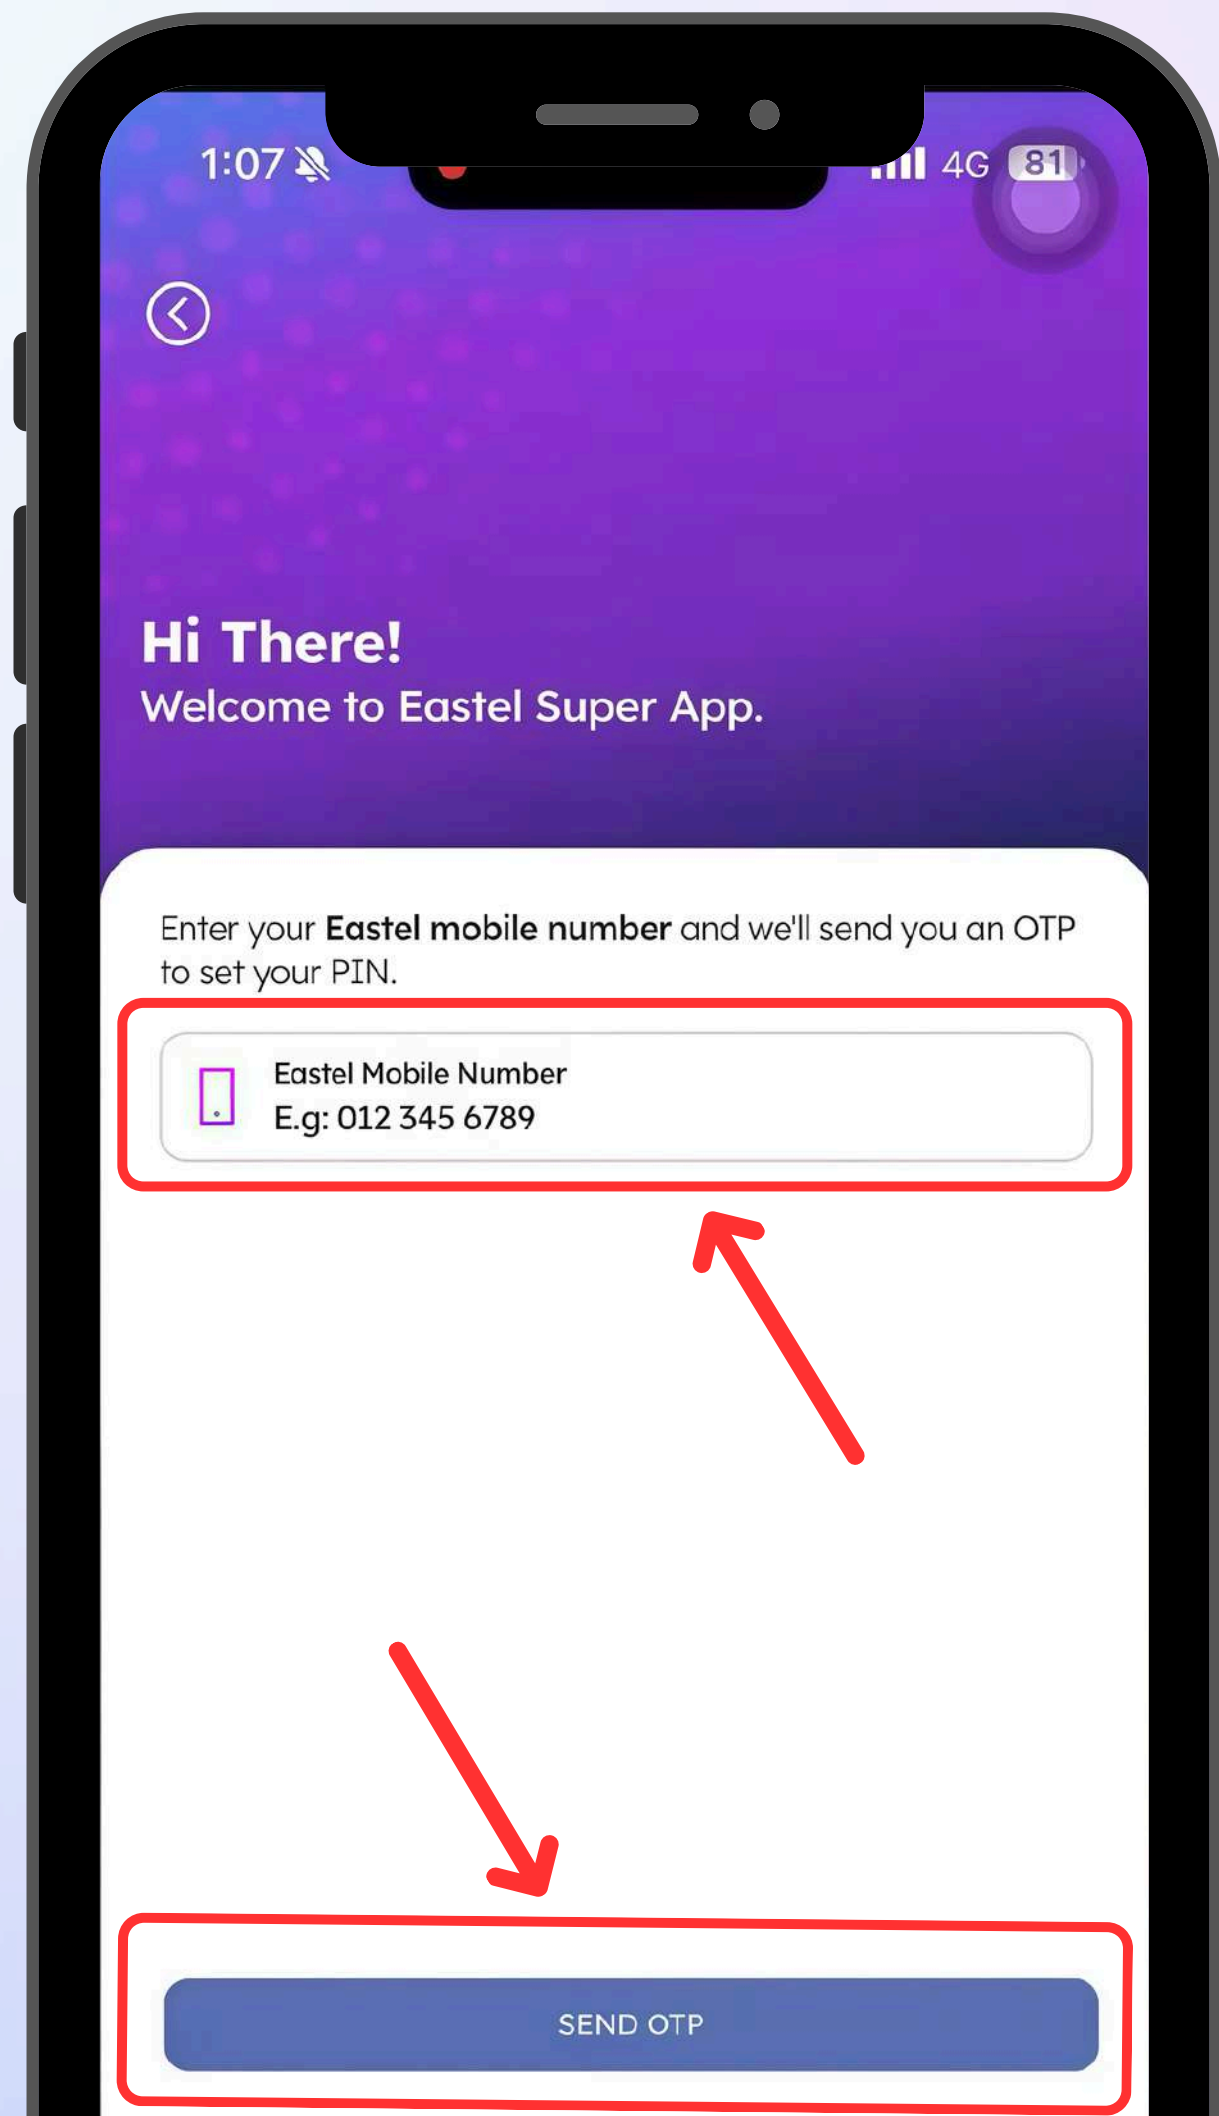 1:07
4G 81
Hi There!
Welcome to Eastel Super App.
Enter your Eastel mobile number and we'll send you an OTP
to set your PIN.
Eastel Mobile Number
E.g: 012 345 6789
SEND OTP